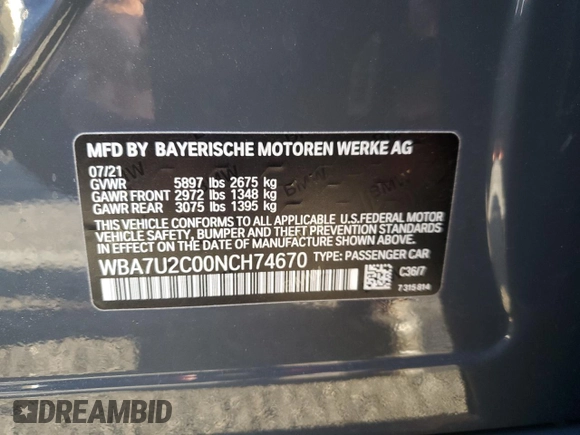 MFD BY BAYERISCHE MOTOREN WERKE AG
07/21
GVWR 5897 lbs 2675 kg
GAWR FRONT 2972 lbs 1348 kg
GAWR REAR 3075 lbs 1395 kg
THIS VEHICLE CONFORMS TO ALL APPLICABLE U.S.FEDERAL MOTOR
VEHICLE SAFETY, BUMPER AND THEFT PREVENTION STANDARDS IN
EFFECT ON THE DATE OF MANUFACTURE SHOWN ABOVE.
WBA7U2C00NCH74670 TYPE: PASSENGER CAR
C36/7
7 315 814
DREAMBID